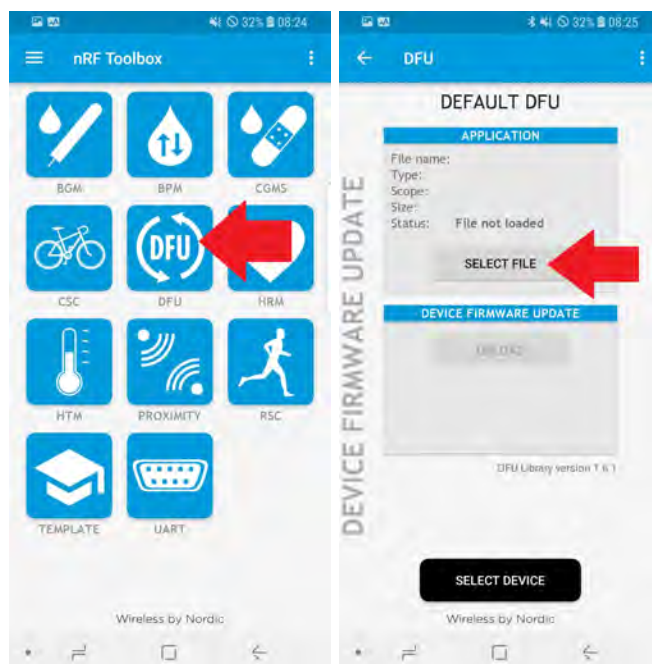 32% 08:24
nRF Toolbox
BGM
BPM
CGMS
DFU
CSC
DFU
HRM
HTM
PROXIMITY
RSC
TEMPLATE
UART
Wireless by Nordic
32% 08:25
DFU
DEFAULT DFU
APPLICATION
File name:
Type:
Scope:
Size:
Status: File not loaded
SELECT FILE
DEVICE FIRMWARE UPDATE
UPLOAD
DFU Library version 1.6.1
DEVICE FIRMWARE UPDATE
SELECT DEVICE
Wireless by Nordic